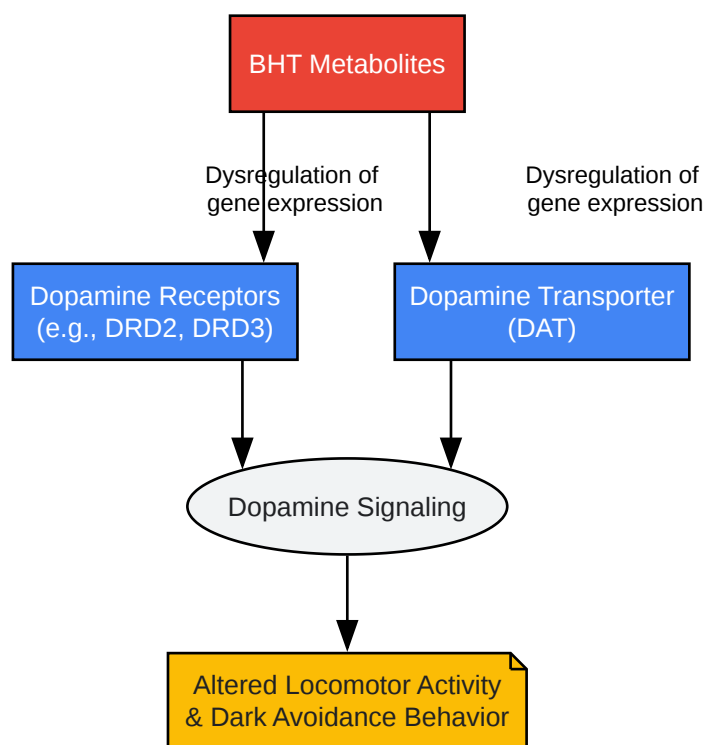 BHT Metabolites
Dysregulation of
gene expression
Dysregulation of
gene expression
Dopamine Receptors
(e.g., DRD2, DRD3)
Dopamine Transporter
(DAT)
Dopamine Signaling
Altered Locomotor Activity
& Dark Avoidance Behavior